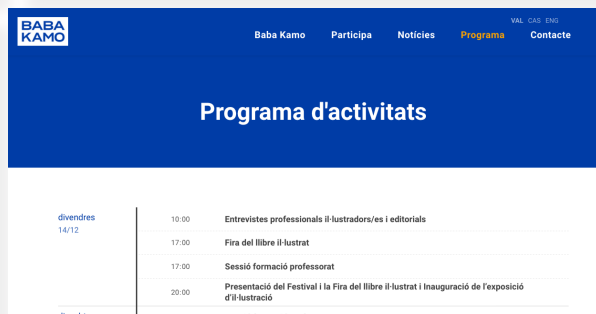 BABA
KAMO
VAL CAS ENG
Baba Kamo Participa Notícies Programa Contacte
Programa d'activitats
divendres
14/12
10:00 Entrevistes professionals il·lustradors/es i editorials
17:00 Fira del llibre il·lustrat
17:00 Sessió formació professorat
20:00 Presentació del Festival i la Fira del llibre il·lustrat i Inauguració de l’exposició
d’il·lustració